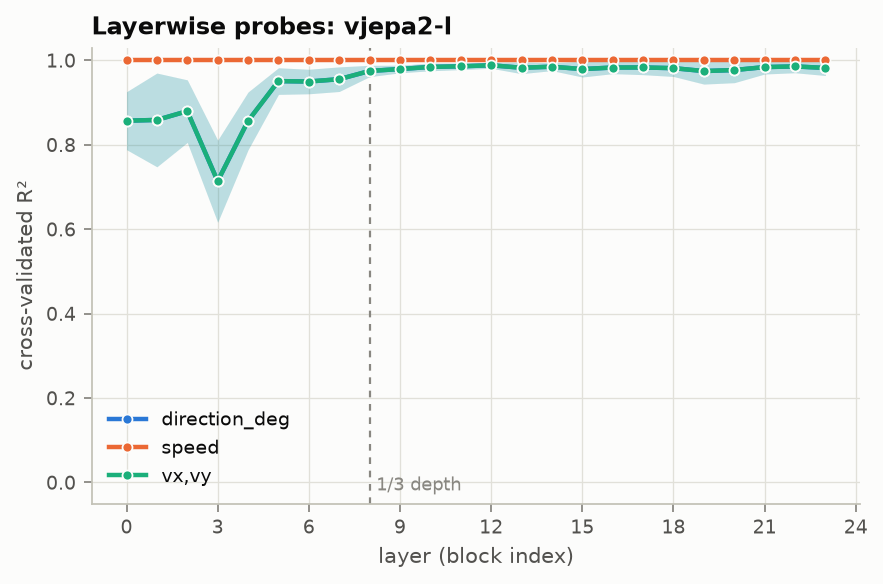 Layerwise probes: vjepa2-l
cross-validated R²
1.0
0.8
0.6
0.4
0.2
0.0
direction_deg
speed
vx,vy
1/3 depth
0 3 6 9 12 15 18 21 24
layer (block index)